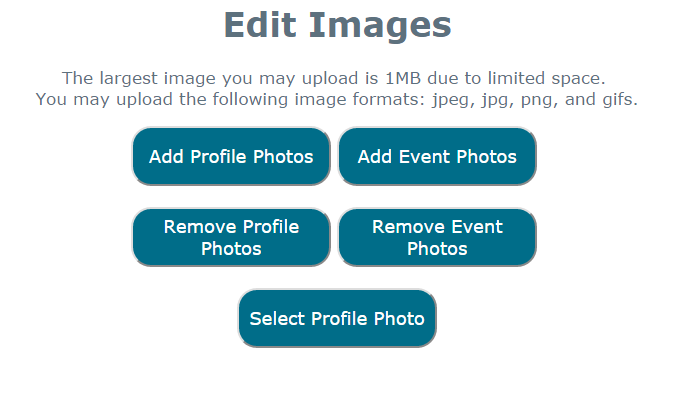 Edit Images
The largest image you may upload is 1MB due to limited space.
You may upload the following image formats: jpeg, jpg, png, and gifs.
Add Profile Photos
Add Event Photos
Remove Profile
Photos
Remove Event
Photos
Select Profile Photo